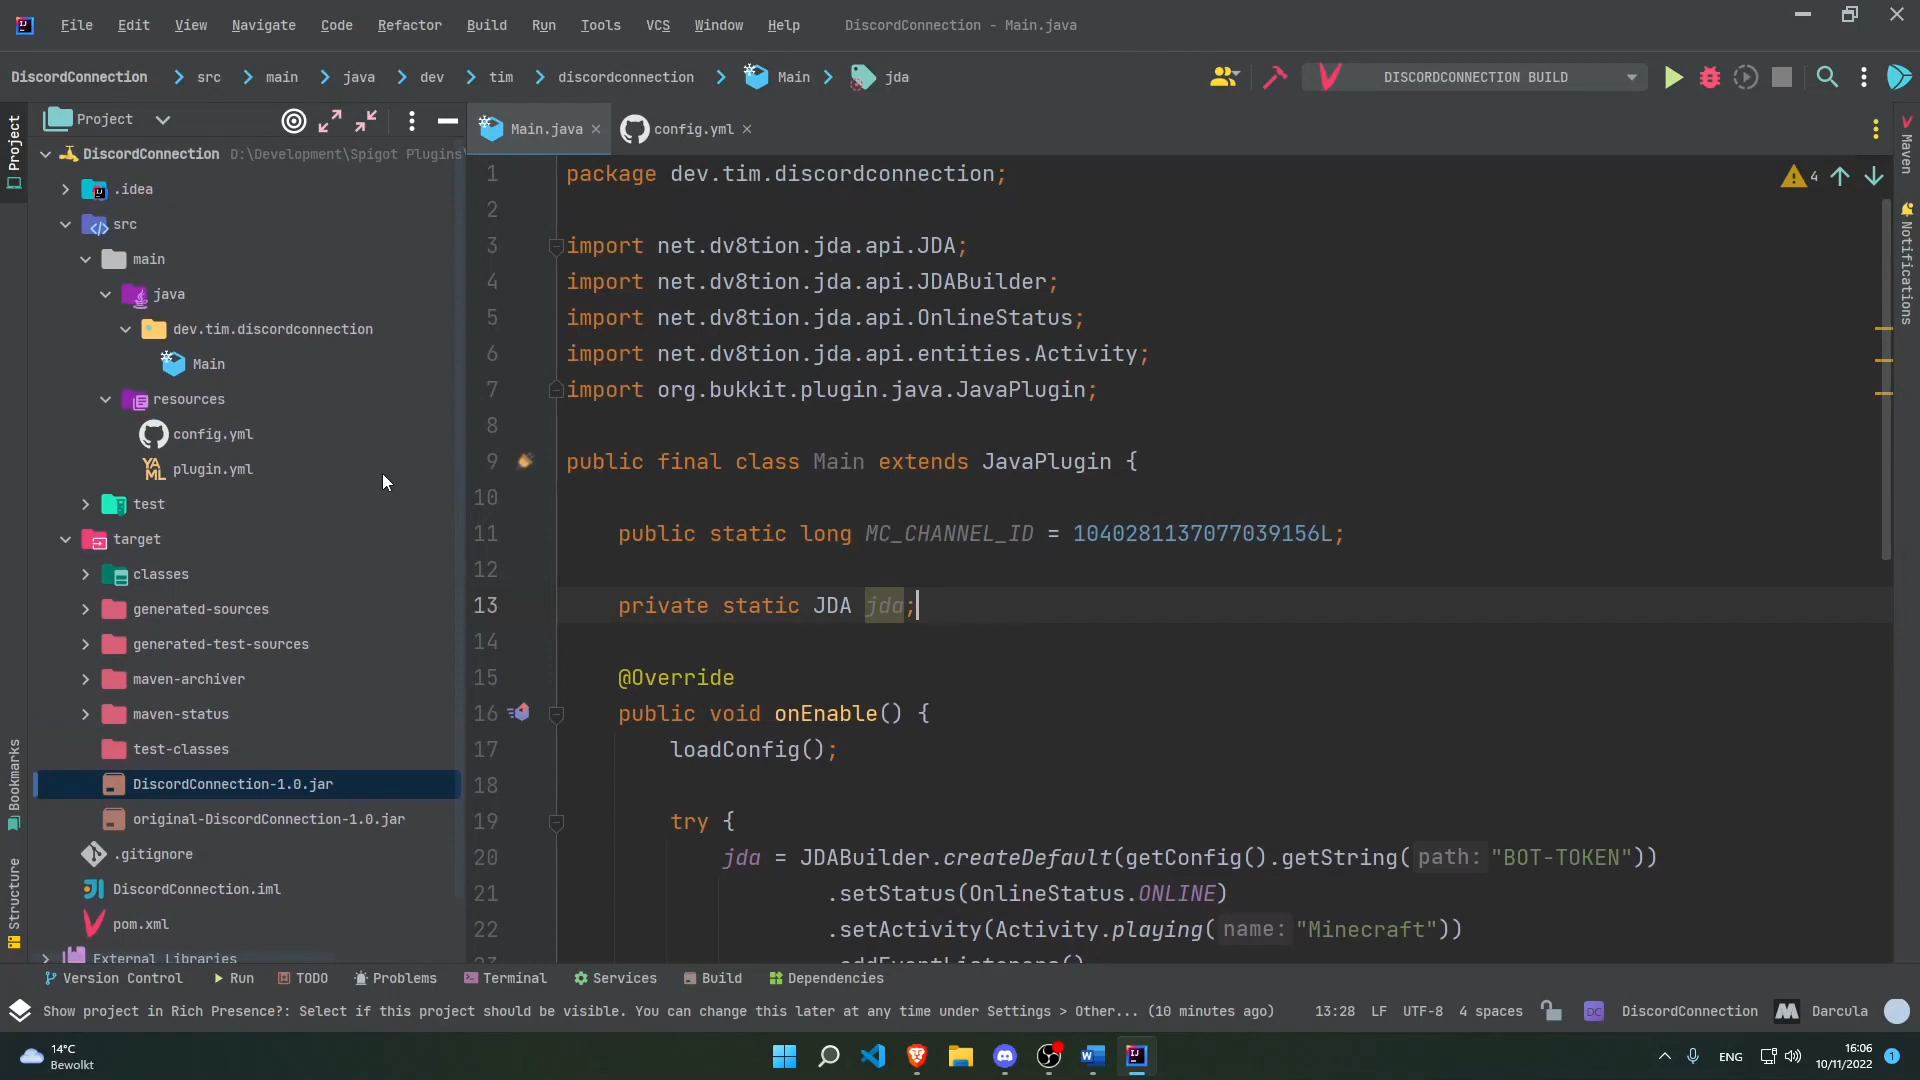 File Edit View Navigate Code Refactor Build Run Tools VCS Window Help DiscordConnection - Main.java
DiscordConnection src main java dev tim discordconnection Main jda DISCORDCONNECTION BUILD
Project
Main.java config.yml
Project
Bookmarks
Structure
DiscordConnection D:\Development\Spigot Plugins\
.idea
src
main
java
dev.tim.discordconnection
Main
resources
config.yml
plugin.yml
test
target
classes
generated-sources
generated-test-sources
maven-archiver
maven-status
test-classes
DiscordConnection-1.0.jar
original-DiscordConnection-1.0.jar
.gitignore
DiscordConnection.iml
pom.xml
External Libraries
4
1 package dev.tim.discordconnection;
2
3 import net.dv8tion.jda.api.JDA;
4 import net.dv8tion.jda.api.JDABuilder;
5 import net.dv8tion.jda.api.OnlineStatus;
6 import net.dv8tion.jda.api.entities.Activity;
7 import org.bukkit.plugin.java.JavaPlugin;
8
9 public final class Main extends JavaPlugin {
10
11 public static long MC_CHANNEL_ID = 1040281137077039156L;
12
13 private static JDA jda;
14
15 @Override
16 public void onEnable() {
17 loadConfig();
18
19 try {
20 jda = JDABuilder.createDefault(getConfig().getString( path: "BOT-TOKEN"))
21 .setStatus(OnlineStatus.ONLINE)
22 .setActivity(Activity.playing( name: "Minecraft"))
Maven
Notifications
Version Control Run TODO Problems Terminal Services Build Dependencies
Show project in Rich Presence?: Select if this project should be visible. You can change this later at any time under Settings > Other... (10 minutes ago) 13:28 LF UTF-8 4 spaces DC DiscordConnection Darcula
14°C
Bewolkt
ENG
16:06
10/11/2022
1